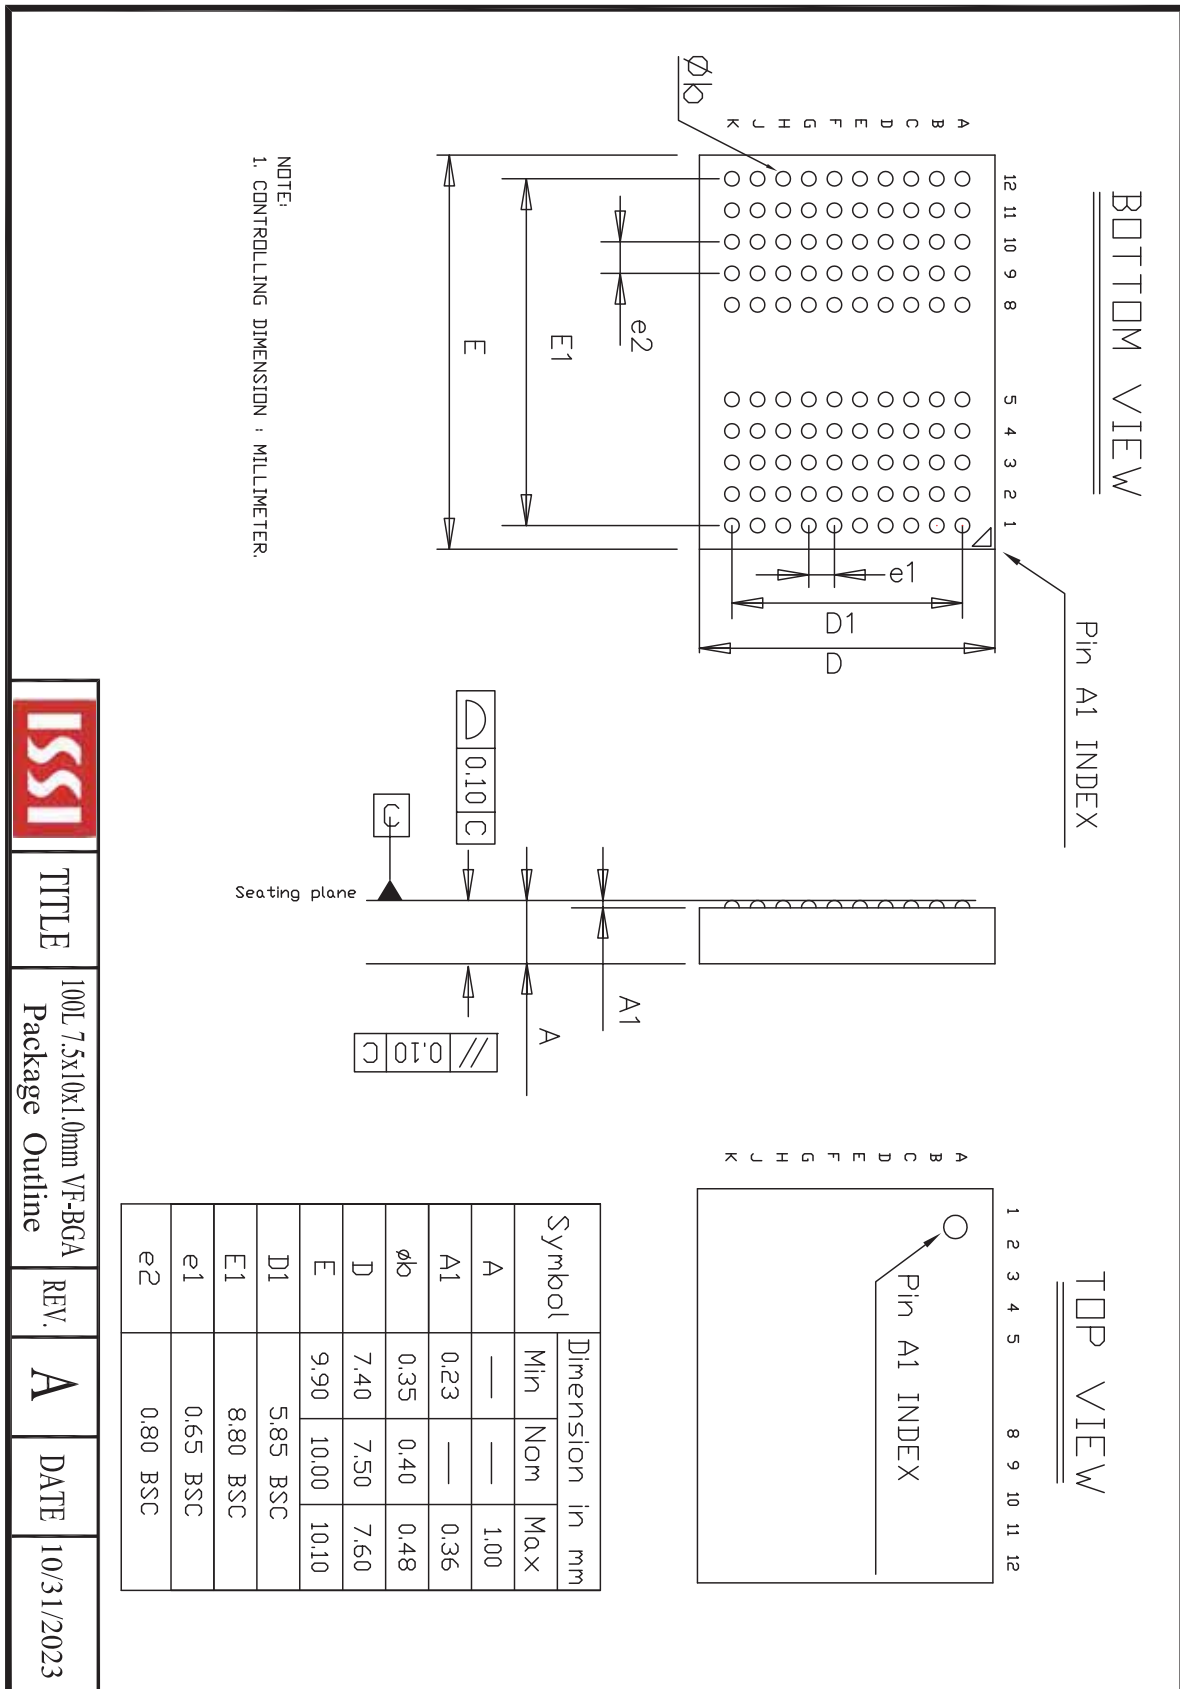 BOTTOM VIEW
12 11 10 9 8 5 4 3 2 1
A
B
C
D
E
F
G
H
J
K
Øb
e2
E1
E
e1
D1
D
Pin A1 INDEX
NOTE:
1. CONTROLLING DIMENSION : MILLIMETER.
0.10 C
C
Seating plane
A1
A
// 0.10 C
TOP VIEW
1 2 3 4 5 8 9 10 11 12
A
B
C
D
E
F
G
H
J
K
Pin A1 INDEX
Symbol Dimension in mm
Min Nom Max
A — — 1.00
A1 0.23 — 0.36
øb 0.35 0.40 0.48
D 7.40 7.50 7.60
E 9.90 10.00 10.10
D1 5.85 BSC
E1 8.80 BSC
e1 0.65 BSC
e2 0.80 BSC
ISSI
TITLE
100L 7.5x10x1.0mm VF-BGA
Package Outline
REV.
A
DATE
10/31/2023